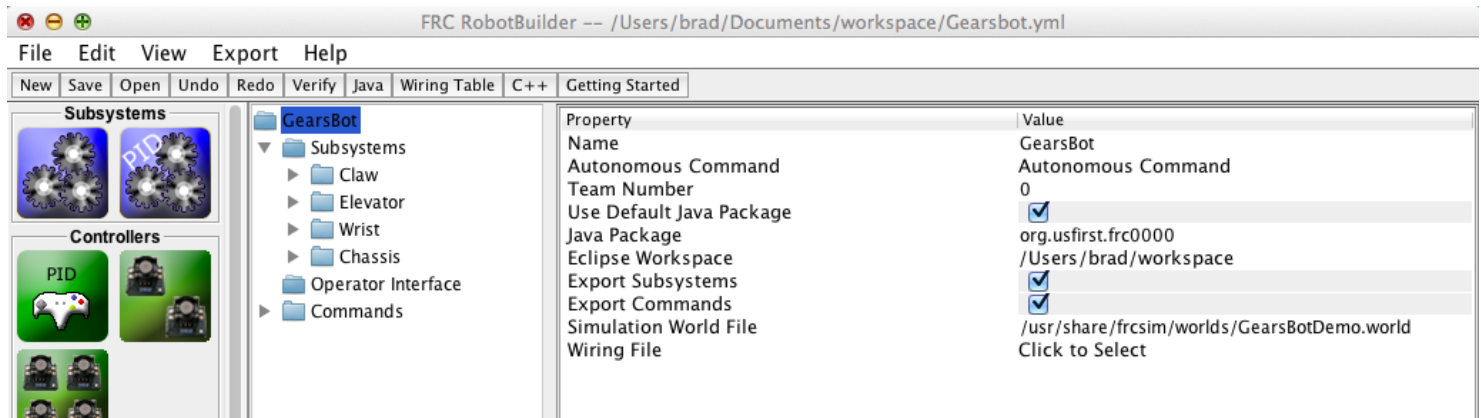 FRC RobotBuilder -- /Users/brad/Documents/workspace/Gearsbot.yml
File Edit View Export Help
New Save Open Undo Redo Verify Java Wiring Table C++ Getting Started
Subsystems
PID
Controllers
PID
GearsBot
Subsystems
Claw
Elevator
Wrist
Chassis
Operator Interface
Commands
Property Value
Name GearsBot
Autonomous Command Autonomous Command
Team Number 0
Use Default Java Package
Java Package org.usfirst.frc0000
Eclipse Workspace /Users/brad/workspace
Export Subsystems
Export Commands
Simulation World File /usr/share/frcsim/worlds/GearsBotDemo.world
Wiring File Click to Select